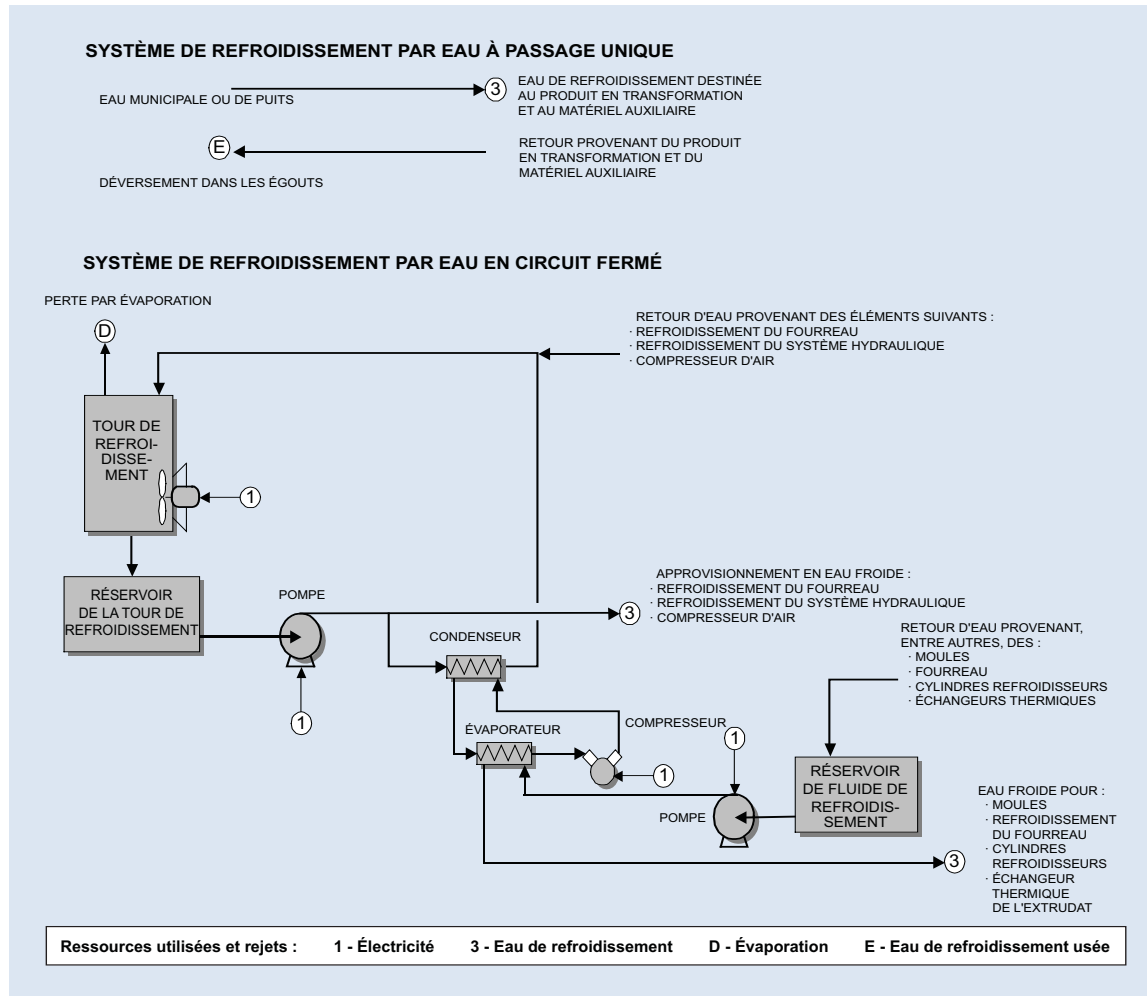 SYSTÈME DE REFROIDISSEMENT PAR EAU À PASSAGE UNIQUE
EAU MUNICIPALE OU DE PUITS
3
EAU DE REFROIDISSEMENT DESTINÉE
AU PRODUIT EN TRANSFORMATION
ET AU MATÉRIEL AUXILIAIRE
E
RETOUR PROVENANT DU PRODUIT
EN TRANSFORMATION ET DU
MATÉRIEL AUXILIAIRE
DÉVERSEMENT DANS LES ÉGOUTS
SYSTÈME DE REFROIDISSEMENT PAR EAU EN CIRCUIT FERMÉ
PERTE PAR ÉVAPORATION
D
RETOUR D'EAU PROVENANT DES ÉLÉMENTS SUIVANTS :
· REFROIDISSEMENT DU FOURREAU
· REFROIDISSEMENT DU SYSTÈME HYDRAULIQUE
· COMPRESSEUR D'AIR
TOUR DE
REFROI-
DISSE-
MENT
1
RÉSERVOIR
DE LA TOUR DE
REFROIDISSEMENT
POMPE
1
APPROVISIONNEMENT EN EAU FROIDE :
· REFROIDISSEMENT DU FOURREAU
· REFROIDISSEMENT DU SYSTÈME HYDRAULIQUE
· COMPRESSEUR D'AIR
3
CONDENSEUR
RETOUR D'EAU PROVENANT,
ENTRE AUTRES, DES :
· MOULES
· FOURREAU
· CYLINDRES REFROIDISSEURS
· ÉCHANGEURS THERMIQUES
ÉVAPORATEUR
COMPRESSEUR
1
1
POMPE
RÉSERVOIR
DE FLUIDE DE
REFROIDIS-
SEMENT
EAU FROIDE POUR :
· MOULES
· REFROIDISSEMENT
DU FOURREAU
· CYLINDRES
REFROIDISSEURS
· ÉCHANGEUR
THERMIQUE
DE L'EXTRUDAT
3
Ressources utilisées et rejets : 1 - Électricité 3 - Eau de refroidissement D - Évaporation E - Eau de refroidissement usée